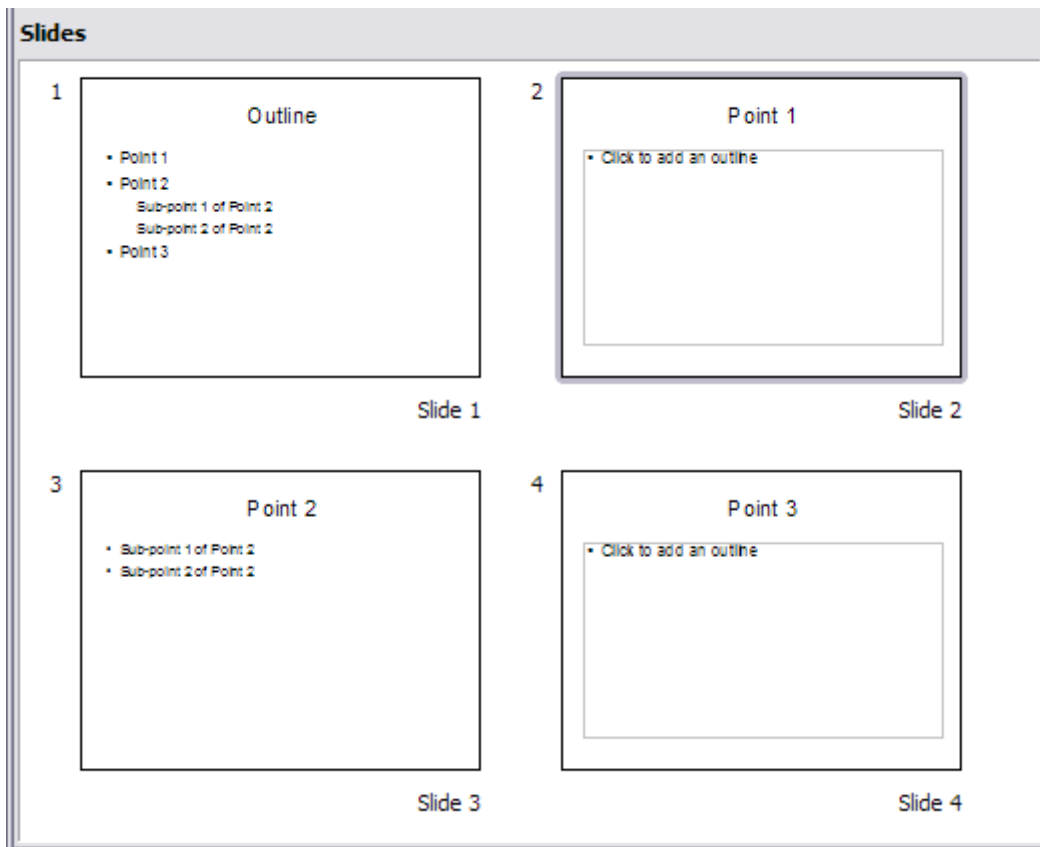 Slides
1
Outline
• Point 1
• Point 2
Sub-point 1 of Point 2
Sub-point 2 of Point 2
• Point 3
Slide 1
2
Point 1
• Click to add an outline
Slide 2
3
Point 2
• Sub-point 1 of Point 2
• Sub-point 2 of Point 2
Slide 3
4
Point 3
• Click to add an outline
Slide 4